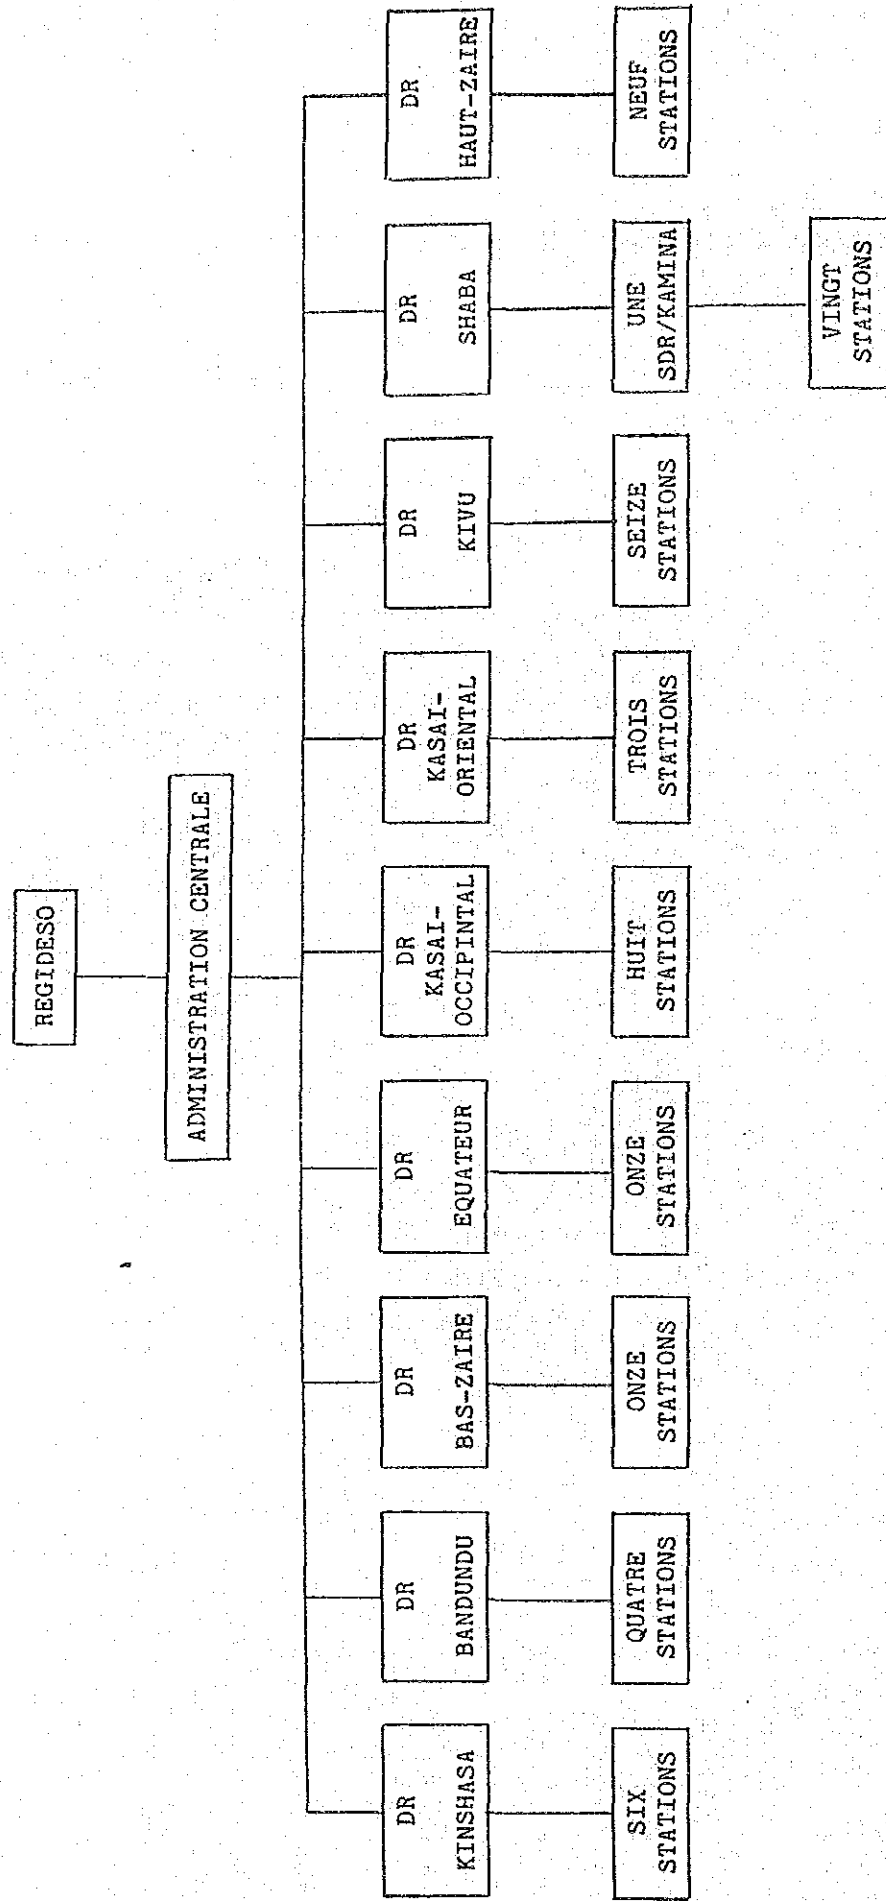 REGIDESO
ADMINISTRATION CENTRALE
DR
KINSHASA
DR
BANDUNDU
DR
BAS-ZAIRE
DR
EQUATEUR
DR
KASAI-
OCCIPINTAL
DR
KASAI-
ORIENTAL
DR
KIVU
DR
SHABA
DR
HAUT-ZAIRE
SIX
STATIONS
QUATRE
STATIONS
ONZE
STATIONS
ONZE
STATIONS
HUIT
STATIONS
TROIS
STATIONS
SEIZE
STATIONS
UNE
SDR/KAMINA
NEUF
STATIONS
VINGT
STATIONS